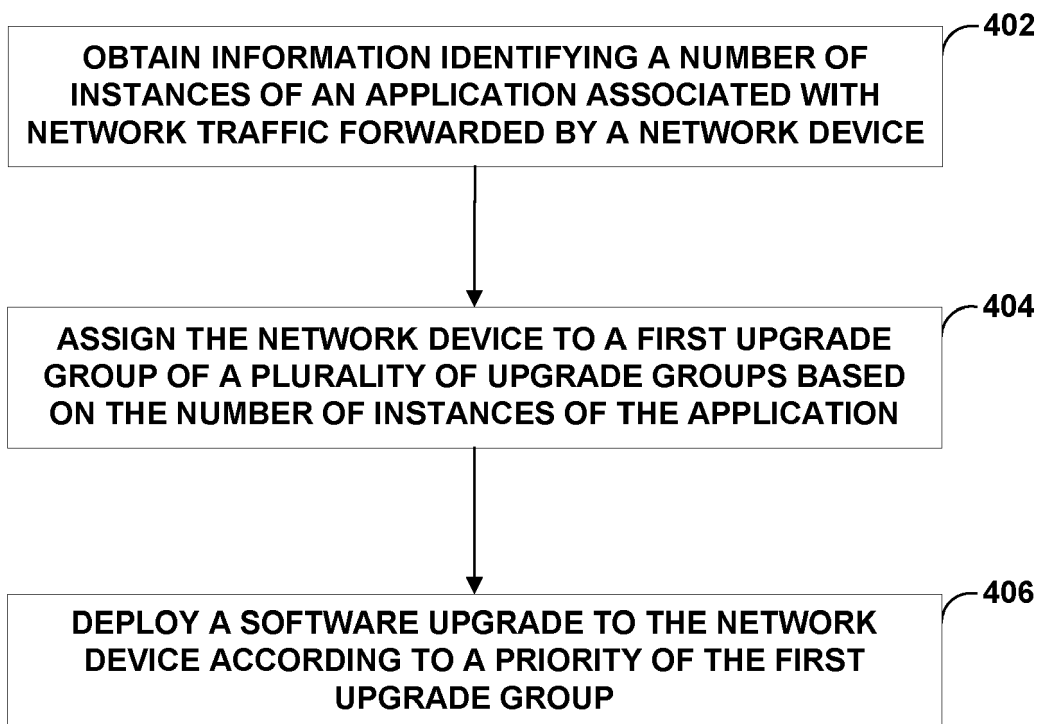 402
OBTAIN INFORMATION IDENTIFYING A NUMBER OF
INSTANCES OF AN APPLICATION ASSOCIATED WITH
NETWORK TRAFFIC FORWARDED BY A NETWORK DEVICE
404
ASSIGN THE NETWORK DEVICE TO A FIRST UPGRADE
GROUP OF A PLURALITY OF UPGRADE GROUPS BASED
ON THE NUMBER OF INSTANCES OF THE APPLICATION
406
DEPLOY A SOFTWARE UPGRADE TO THE NETWORK
DEVICE ACCORDING TO A PRIORITY OF THE FIRST
UPGRADE GROUP